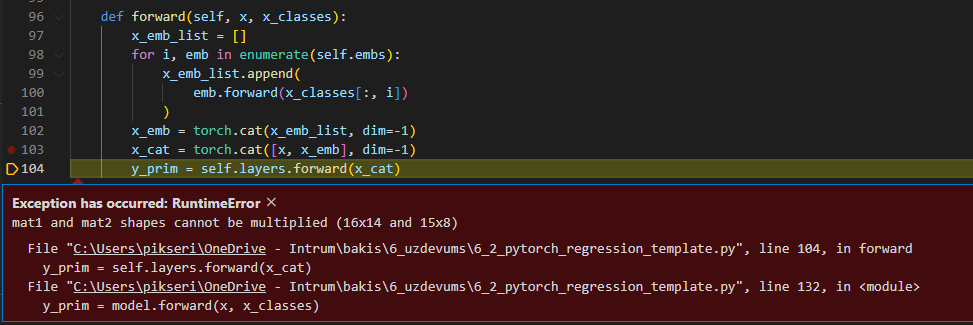 96 def forward(self, x, x_classes):
97 x_emb_list = []
98 for i, emb in enumerate(self.embs):
99 x_emb_list.append(
100 emb.forward(x_classes[:, i])
101 )
102 x_emb = torch.cat(x_emb_list, dim=-1)
103 x_cat = torch.cat([x, x_emb], dim=-1)
104 y_prim = self.layers.forward(x_cat)
Exception has occurred: RuntimeError ×
mat1 and mat2 shapes cannot be multiplied (16x14 and 15x8)
File "C:\Users\pikseri\OneDrive - Intrum\bakis\6_uzdevums\6_2_pytorch_regression_template.py", line 104, in forward
y_prim = self.layers.forward(x_cat)
File "C:\Users\pikseri\OneDrive - Intrum\bakis\6_uzdevums\6_2_pytorch_regression_template.py", line 132, in <module>
y_prim = model.forward(x, x_classes)